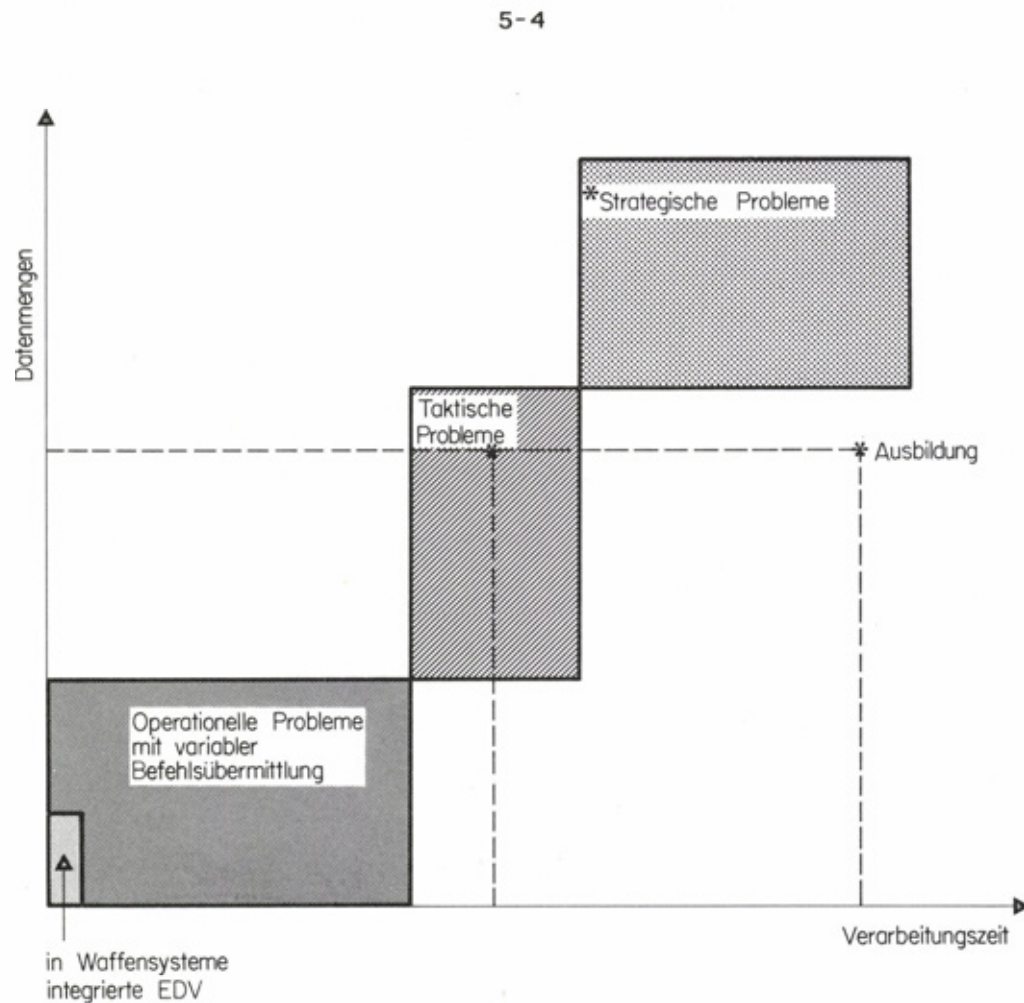 5-4
Datenmengen
*Strategische Probleme
Taktische
Probleme
* Ausbildung
Operationelle Probleme
mit variabler
Befehlsübermittlung
Verarbeitungszeit
in Waffensysteme
integrierte EDV